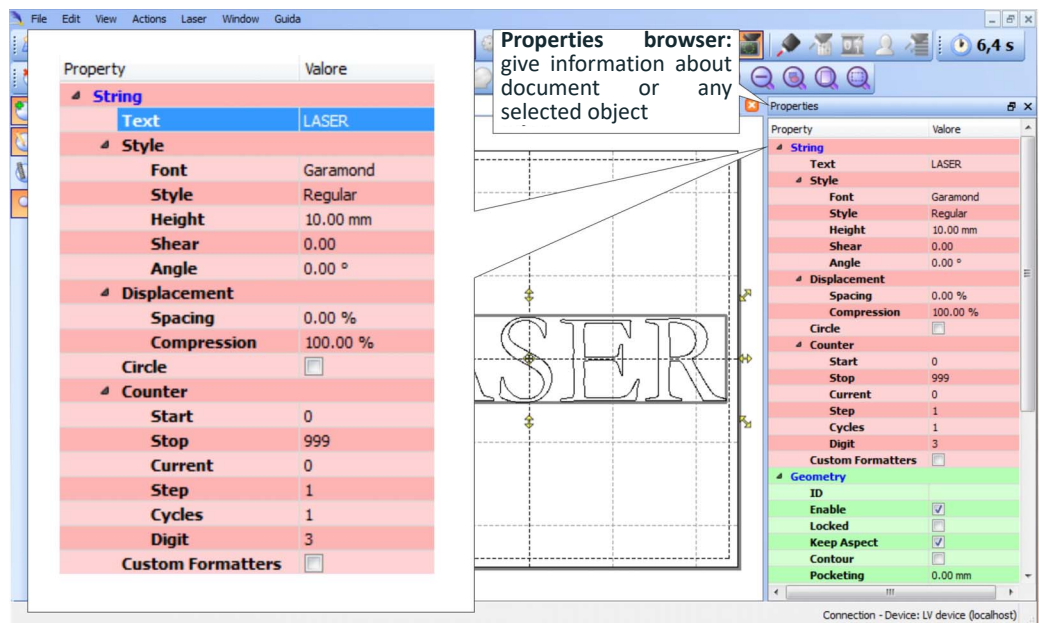 File Edit View Actions Laser Window Guida
Properties browser:
give information about
document or any
selected object
6,4 s
Property Valore
String
Text LASER
Style
Font Garamond
Style Regular
Height 10.00 mm
Shear 0.00
Angle 0.00 °
Displacement
Spacing 0.00 %
Compression 100.00 %
Circle
Counter
Start 0
Stop 999
Current 0
Step 1
Cycles 1
Digit 3
Custom Formatters
ASER
Properties
Property Valore
String
Text LASER
Style
Font Garamond
Style Regular
Height 10.00 mm
Shear 0.00
Angle 0.00 °
Displacement
Spacing 0.00 %
Compression 100.00 %
Circle
Counter
Start 0
Stop 999
Current 0
Step 1
Cycles 1
Digit 3
Custom Formatters
Geometry
ID
Enable
Locked
Keep Aspect
Contour
Pocketing 0.00 mm
Connection - Device: LV device (localhost)